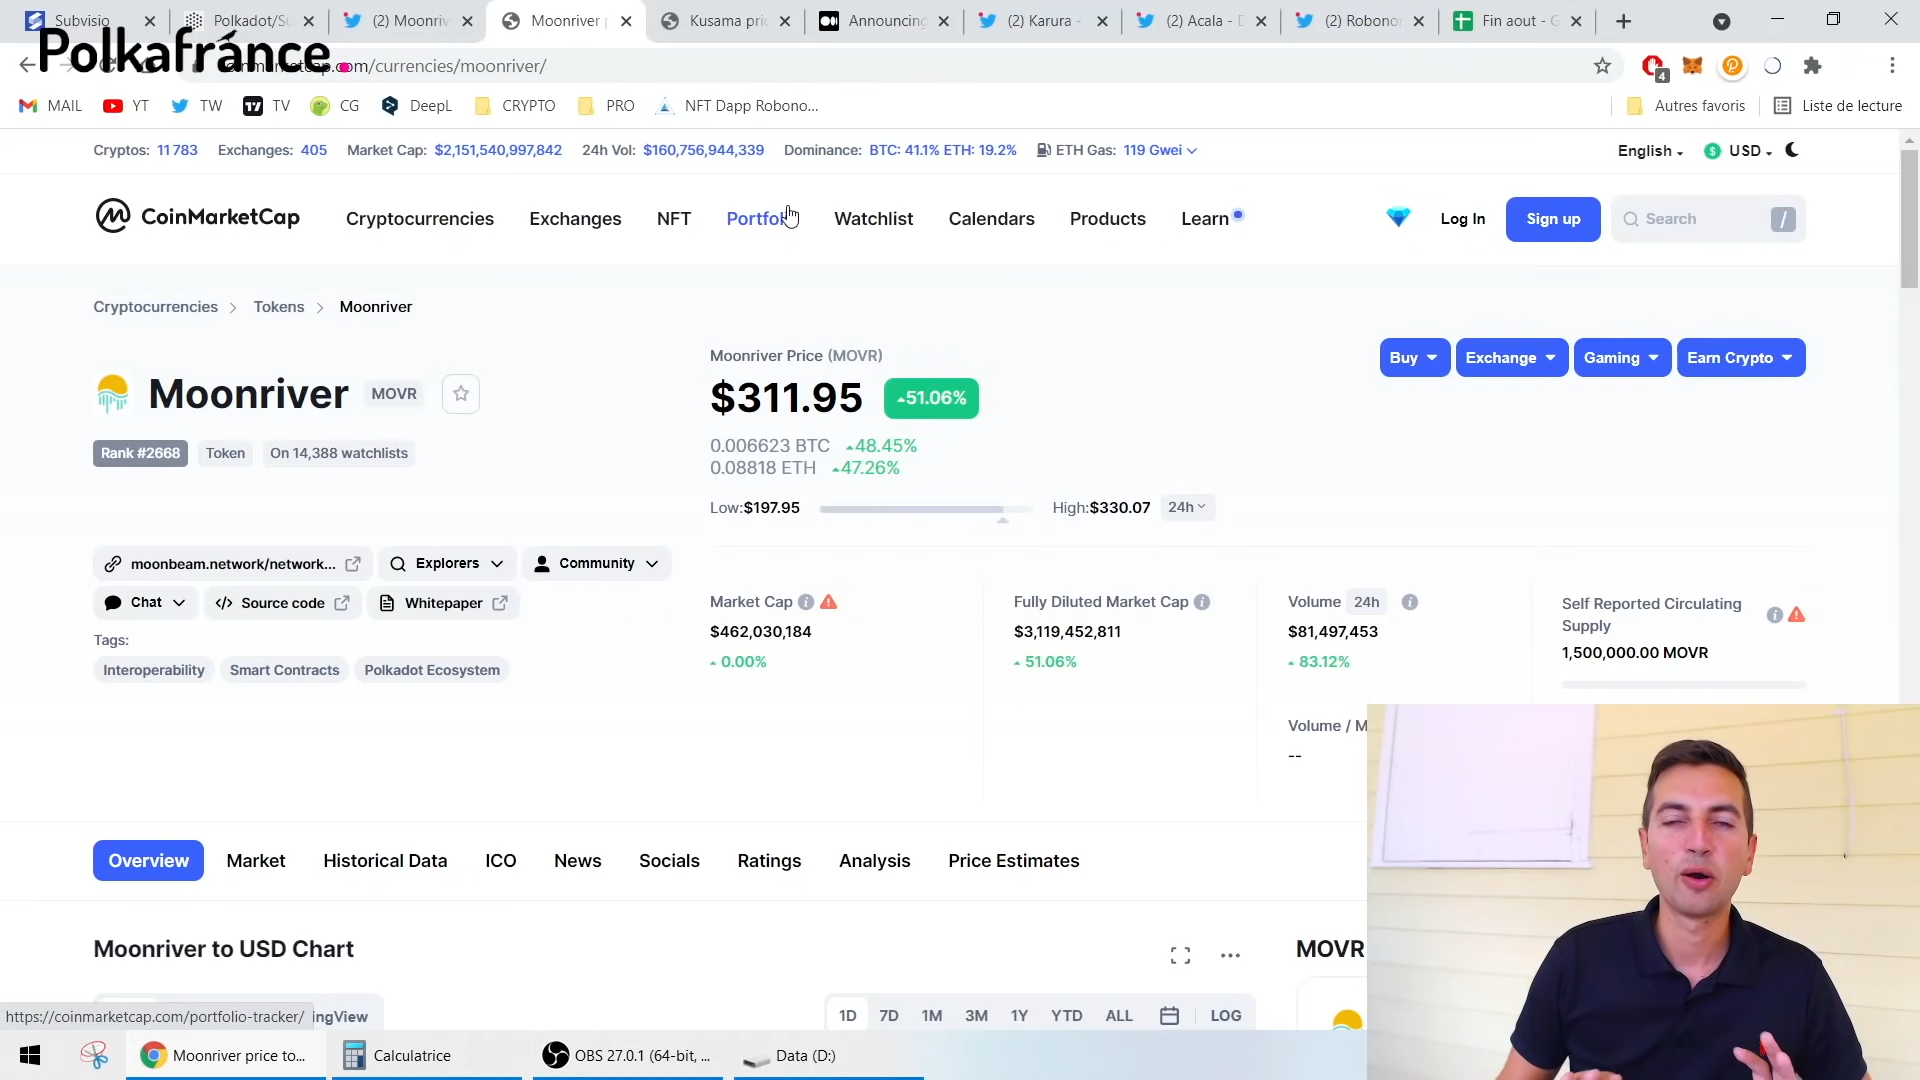 Subvisio
Polkadot/Su
(2) Moonriv
Moonriver p
Kusama pric
Announcing
(2) Karura -
(2) Acala - D
(2) Robono
Fin aout - G
Polkafrance
coinmarketcap.com/currencies/moonriver/
4
MAIL YT TW TV CG DeepL CRYPTO PRO NFT Dapp Robono... Autres favoris Liste de lecture
Cryptos: 11 783 Exchanges: 405 Market Cap: $2,151,540,997,842 24h Vol: $160,756,944,339 Dominance: BTC: 41.1% ETH: 19.2% ETH Gas: 119 Gwei English USD
CoinMarketCap Cryptocurrencies Exchanges NFT Portfol Watchlist Calendars Products Learn Log In Sign up Search /
Cryptocurrencies > Tokens > Moonriver
Moonriver MOVR
Rank #2668 Token On 14,388 watchlists
moonbeam.network/network... Explorers Community
Chat </> Source code Whitepaper
Tags:
Interoperability Smart Contracts Polkadot Ecosystem
Moonriver Price (MOVR)
$311.95 51.06%
0.006623 BTC 48.45%
0.08818 ETH 47.26%
Low:$197.95 High:$330.07 24h
Buy Exchange Gaming Earn Crypto
Market Cap
$462,030,184
0.00%
Fully Diluted Market Cap
$3,119,452,811
51.06%
Volume 24h
$81,497,453
83.12%
Volume / M
--
Self Reported Circulating
Supply
1,500,000.00 MOVR
Overview Market Historical Data ICO News Socials Ratings Analysis Price Estimates
Moonriver to USD Chart
MOVR
ingView
1D 7D 1M 3M 1Y YTD ALL LOG
https://coinmarketcap.com/portfolio-tracker/
Moonriver price to... Calculatrice OBS 27.0.1 (64-bit, ... Data (D:)